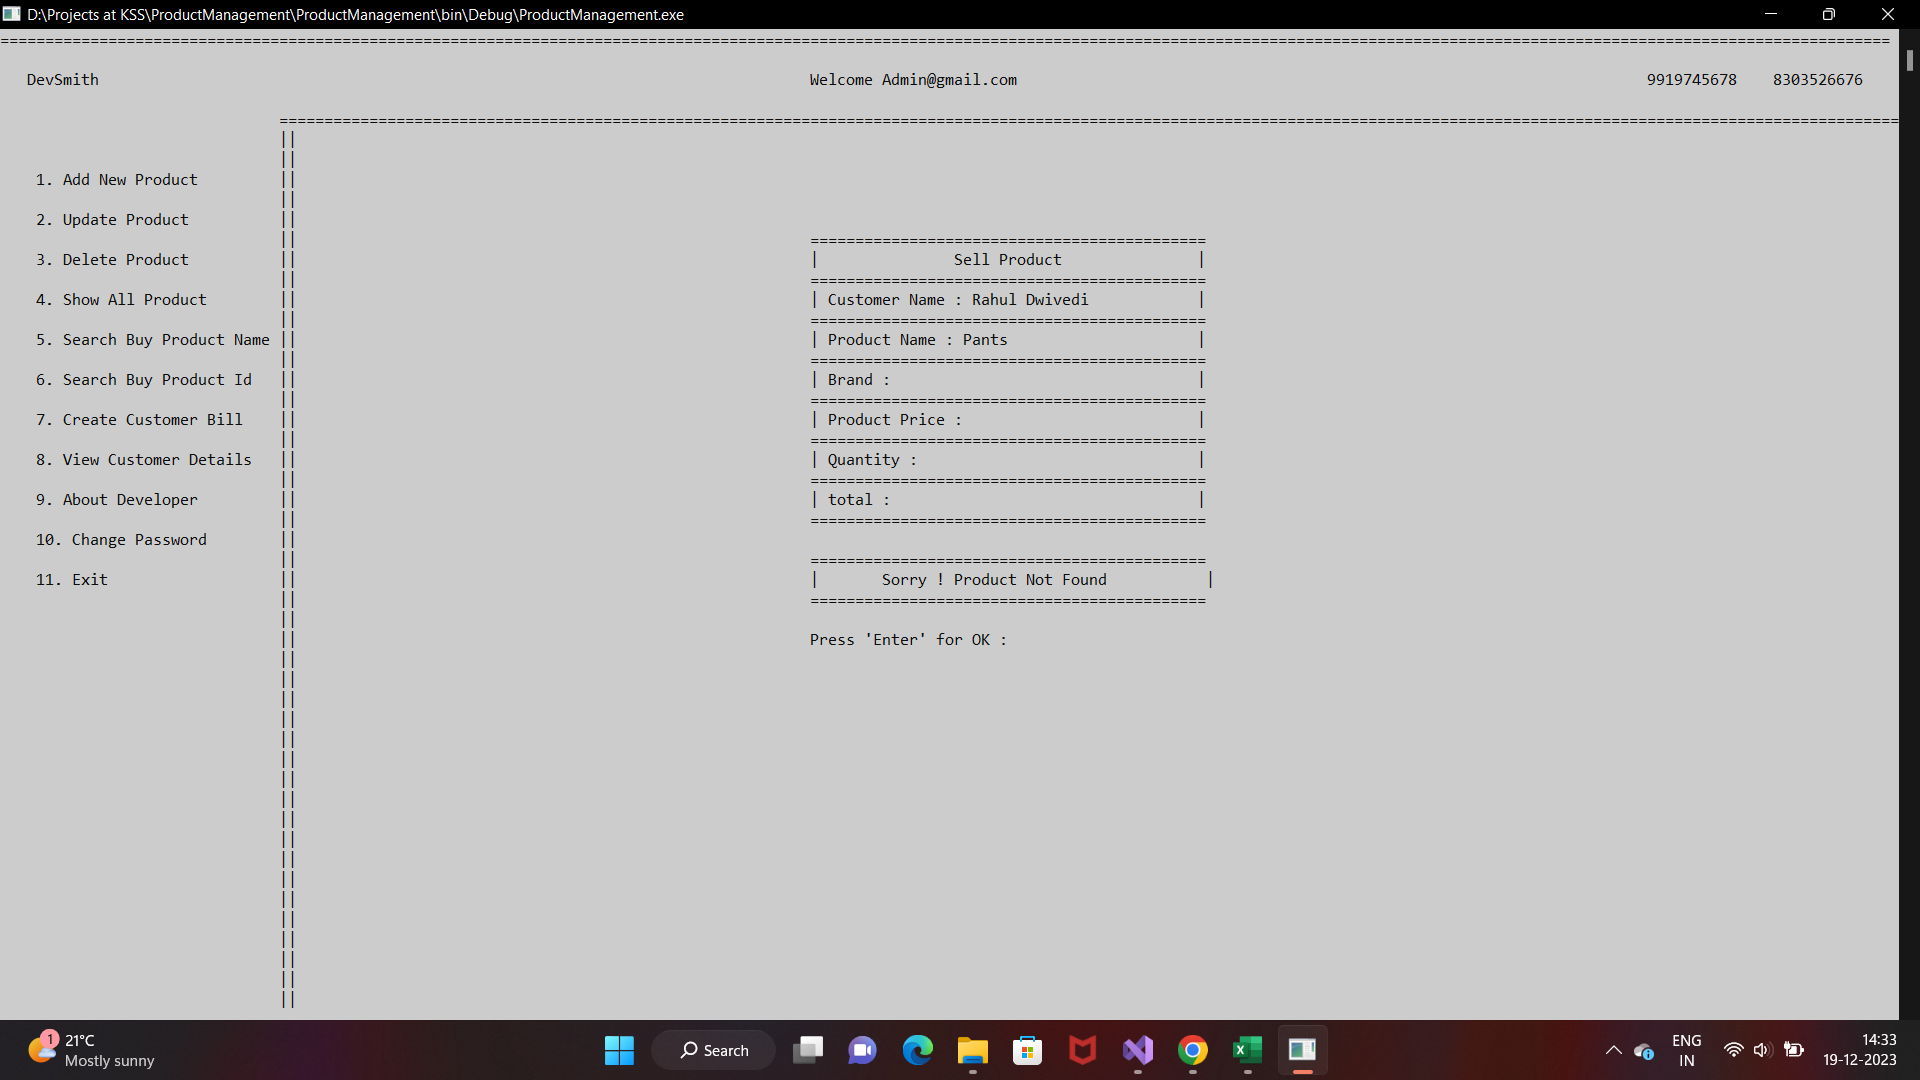 D:\Projects at KSS\ProductManagement\ProductManagement\bin\Debug\ProductManagement.exe
DevSmith Welcome Admin@gmail.com 9919745678 8303526676
1. Add New Product
2. Update Product
3. Delete Product
4. Show All Product
5. Search Buy Product Name
6. Search Buy Product Id
7. Create Customer Bill
8. View Customer Details
9. About Developer
10. Change Password
11. Exit
Sell Product
Customer Name : Rahul Dwivedi
Product Name : Pants
Brand :
Product Price :
Quantity :
total :
Sorry ! Product Not Found
Press 'Enter' for OK :
1
21°C
Mostly sunny
Search
ENG
IN
14:33
19-12-2023